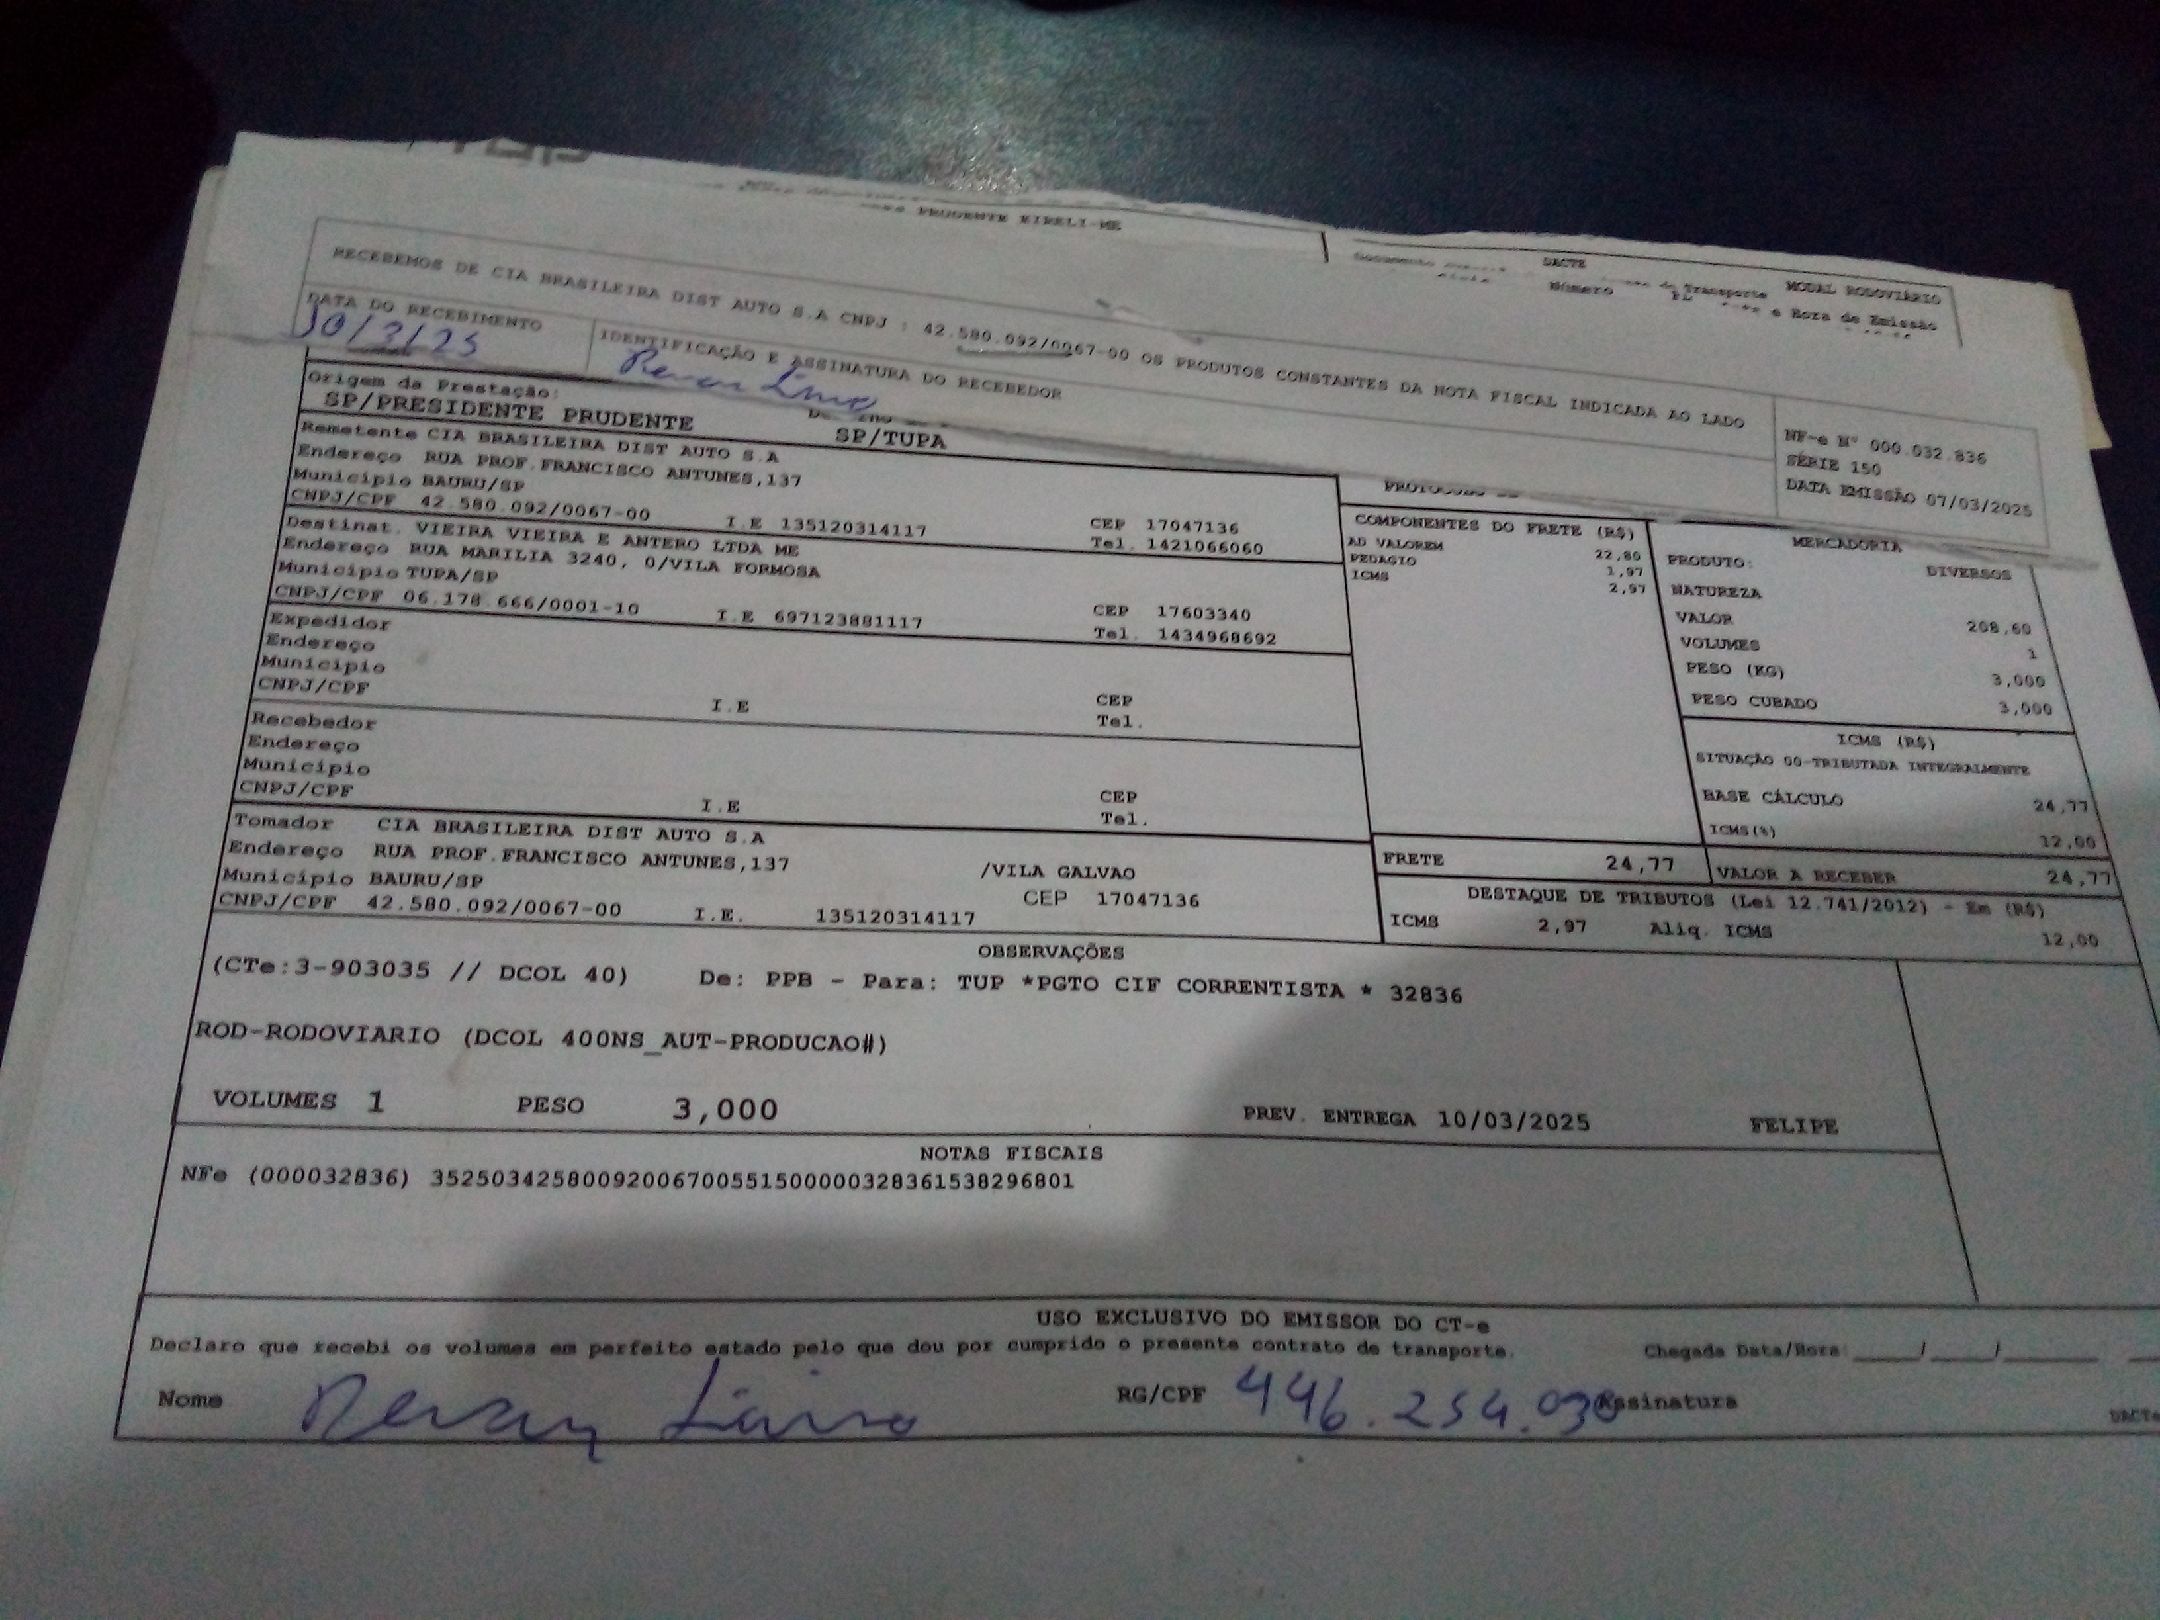 PRUDENTE EIRELI-ME
DACTE
MODAL RODOVIÁRIO
Número
de Transporte
e Hora de Emissão
RECEBEMOS DE CIA BRASILEIRA DIST AUTO S.A CNPJ : 42.580.092/0067-00 OS PRODUTOS CONSTANTES DA NOTA FISCAL INDICADA AO LADO
DATA DO RECEBIMENTO
10/3/25
IDENTIFICAÇÃO E ASSINATURA DO RECEBEDOR
NF-e Nº 000.032.836
SÉRIE 150
DATA EMISSÃO 07/03/2025
Origem da Prestação:
SP/PRESIDENTE PRUDENTE
SP/TUPA
Remetente CIA BRASILEIRA DIST AUTO S.A
Endereço RUA PROF.FRANCISCO ANTUNES,137
Município BAURU/SP CEP 17047136
CNPJ/CPF 42.580.092/0067-00 I.E 135120314117 Tel. 1421066060
Destinat. VIEIRA VIEIRA E ANTERO LTDA ME
Endereço RUA MARILIA 3240, 0/VILA FORMOSA
Município TUPA/SP CEP 17603340
CNPJ/CPF 06.178.666/0001-10 I.E 697123881117 Tel. 1434968692
Expedidor
Endereço
Município CEP
CNPJ/CPF I.E Tel.
Recebedor
Endereço
Município CEP
CNPJ/CPF I.E Tel.
Tomador CIA BRASILEIRA DIST AUTO S.A
Endereço RUA PROF.FRANCISCO ANTUNES,137 /VILA GALVAO
Município BAURU/SP CEP 17047136
CNPJ/CPF 42.580.092/0067-00 I.E. 135120314117
COMPONENTES DO FRETE (R$)
AD VALOREM 22,80
PEDAGIO 1,97
ICMS 2,97
MERCADORIA
PRODUTO: DIVERSOS
NATUREZA
VALOR 208,60
VOLUMES 1
PESO (KG) 3,000
PESO CUBADO 3,000
ICMS (R$)
SITUAÇÃO 00-TRIBUTADA INTEGRALMENTE
BASE CÁLCULO 24,77
ICMS(%) 12,00
FRETE 24,77
VALOR A RECEBER 24,77
DESTAQUE DE TRIBUTOS (Lei 12.741/2012) - Em (R$)
ICMS 2,97 Aliq. ICMS 12,00
OBSERVAÇÕES
(CTe:3-903035 // DCOL 40) De: PPB - Para: TUP *PGTO CIF CORRENTISTA * 32836
ROD-RODOVIARIO (DCOL 400NS_AUT-PRODUCAO#)
VOLUMES 1 PESO 3,000 PREV. ENTREGA 10/03/2025 FELIPE
NOTAS FISCAIS
NFe (000032836) 35250342580092006700551500000328361538296801
USO EXCLUSIVO DO EMISSOR DO CT-e
Declaro que recebi os volumes em perfeito estado pelo que dou por cumprido o presente contrato de transporte. Chegada Data/Hora: ____/____/______
Nome RG/CPF 446.254.030 Assinatura